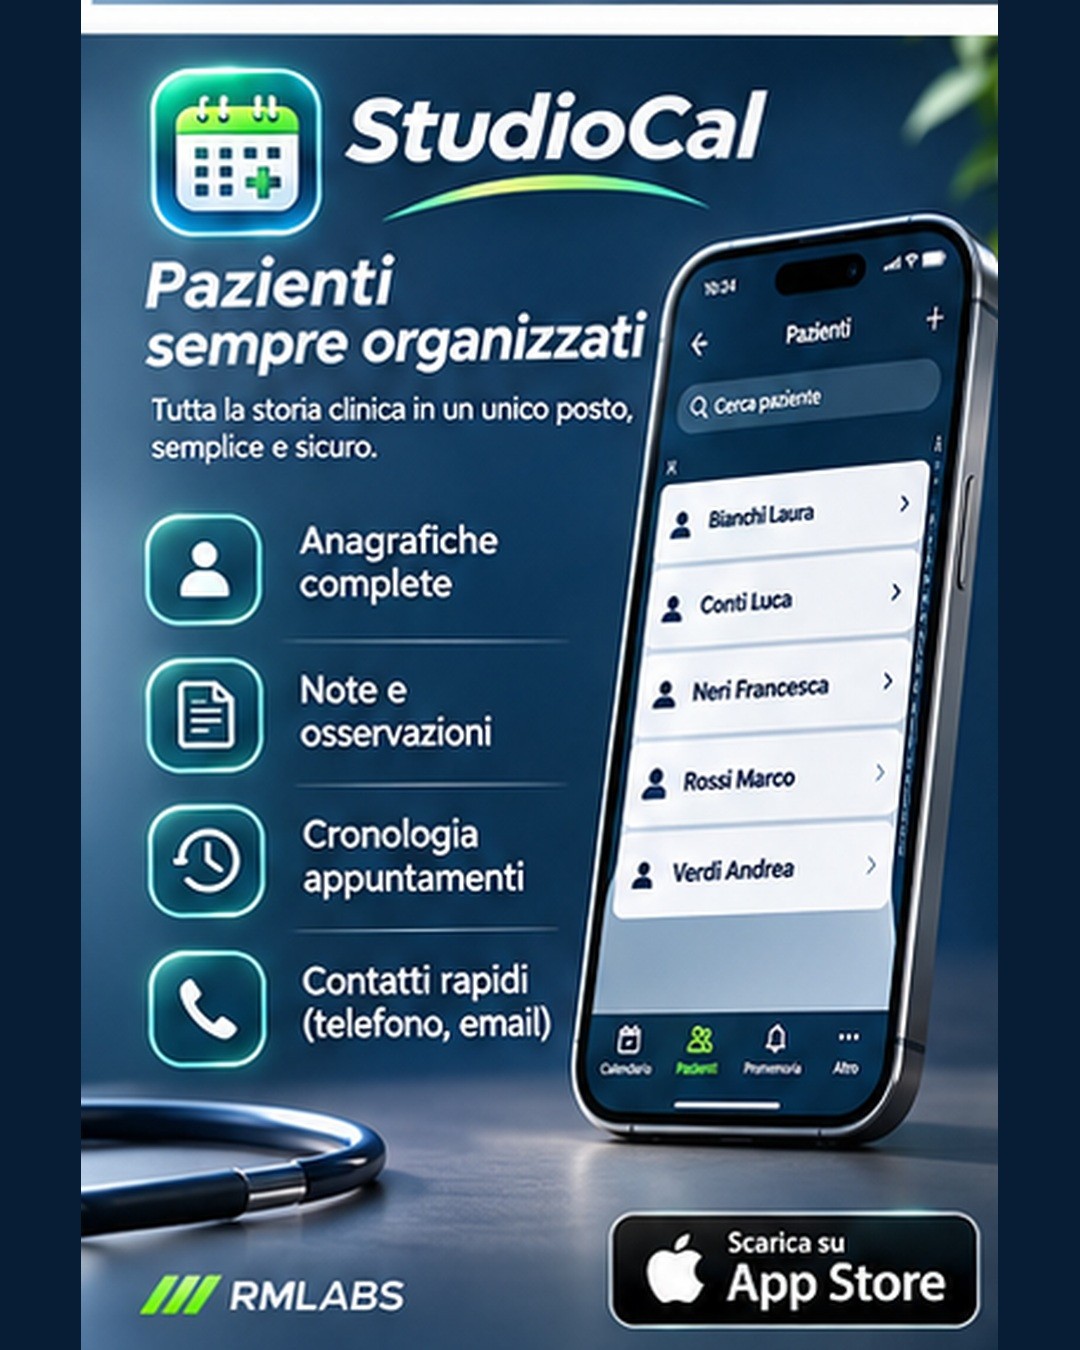 StudioCal
Pazienti
sempre organizzati
Tutta la storia clinica in un unico posto,
semplice e sicuro.
Anagrafiche
complete
Note e
osservazioni
Cronologia
appuntamenti
Contatti rapidi
(telefono, email)
Pazienti
Cerca paziente
Bianchi Laura
Conti Luca
Neri Francesca
Rossi Marco
Verdi Andrea
Pazienti
Altro
RMLABS
Scarica su
App Store